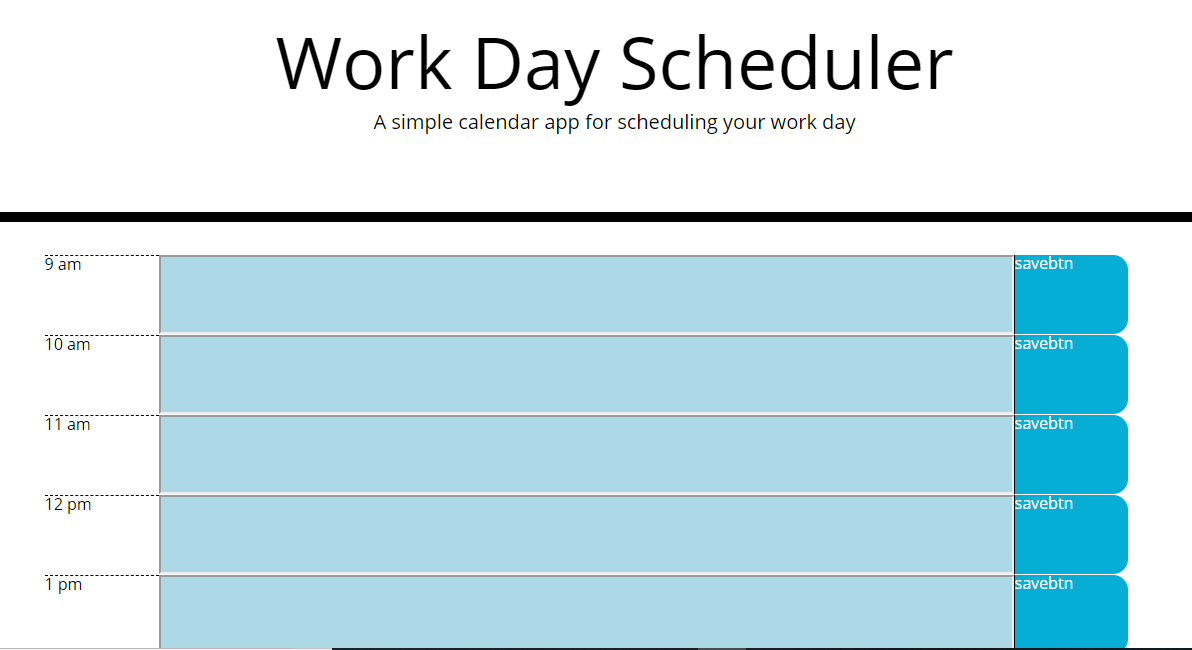 Work Day Scheduler
A simple calendar app for scheduling your work day
9 am
savebtn
10 am
savebtn
11 am
savebtn
12 pm
savebtn
1 pm
savebtn